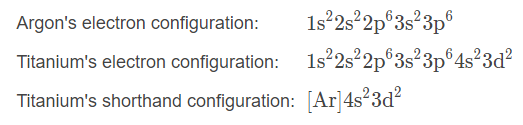 Argon's electron configuration: 1s²2s²2p⁶3s²3p⁶
Titanium's electron configuration: 1s²2s²2p⁶3s²3p⁶4s²3d²
Titanium's shorthand configuration: [Ar]4s²3d²